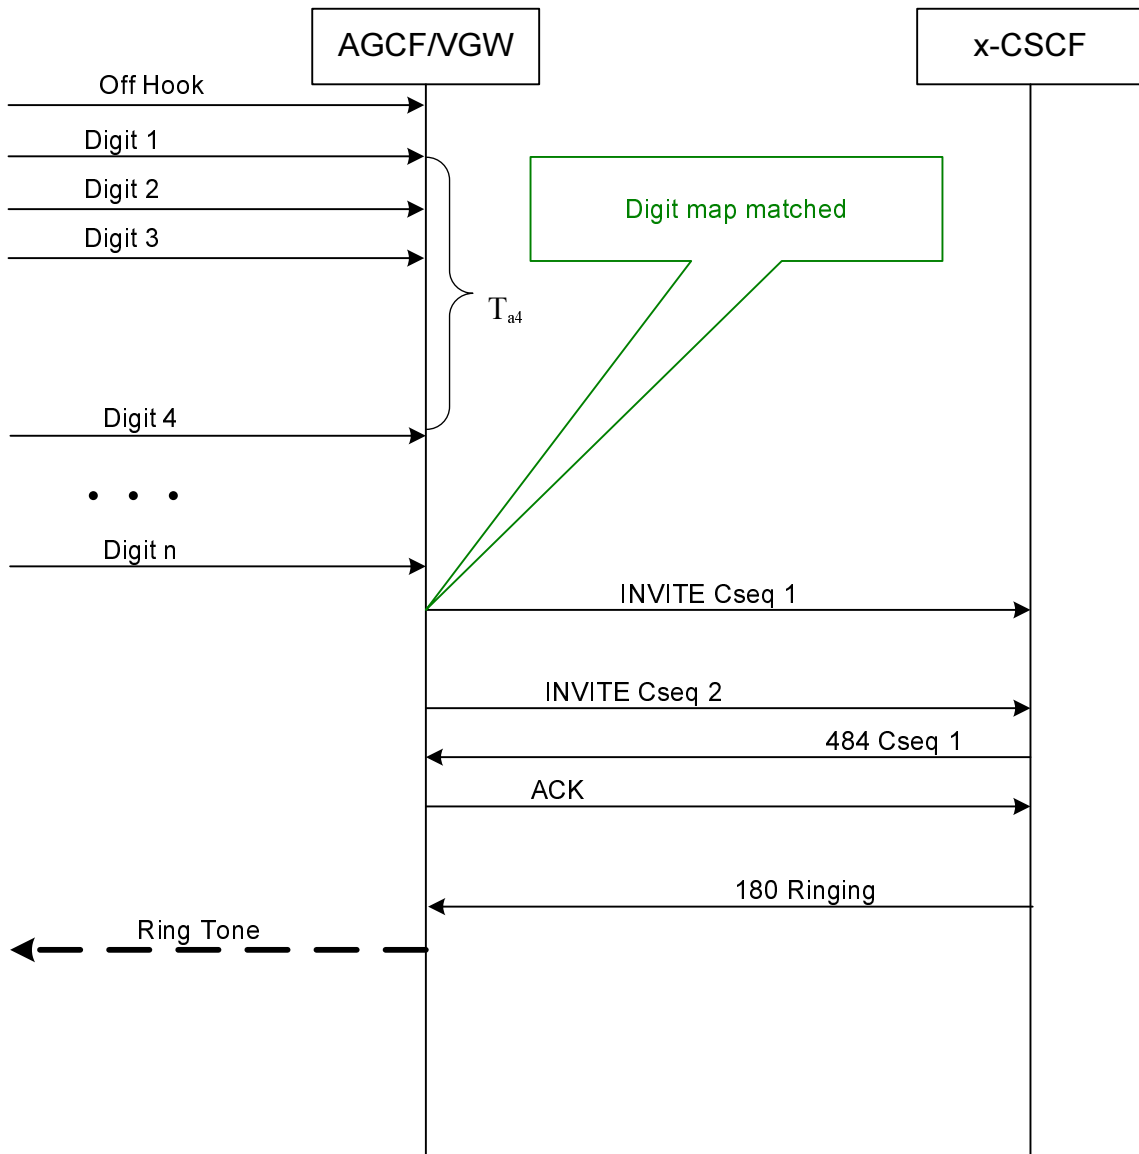 AGCF/VGW
x-CSCF
Off Hook
Digit 1
Digit 2
Digit map matched
Digit 3
Ta4
Digit 4
. . .
Digit n
INVITE Cseq 1
INVITE Cseq 2
484 Cseq 1
ACK
180 Ringing
Ring Tone